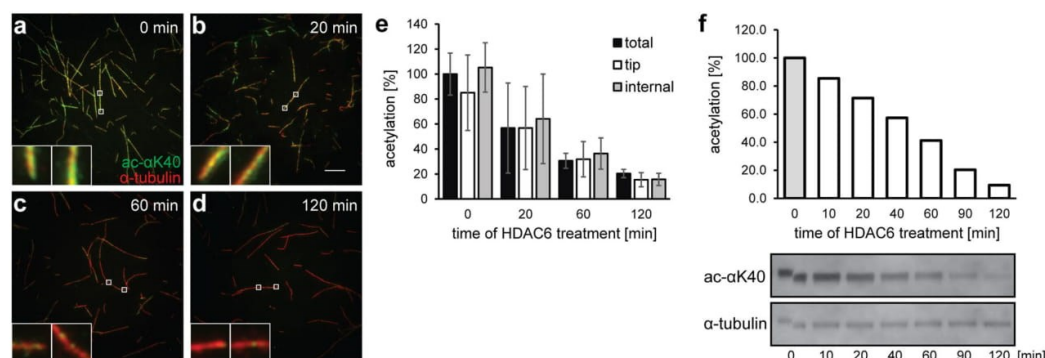 a
0 min
ac-αK40
α-tubulin
b
20 min
c
60 min
d
120 min
e
140
120
100
80
60
40
20
0
acetylation [%]
total
tip
internal
0 20 60 120
time of HDAC6 treatment [min]
f
120.0
100.0
80.0
60.0
40.0
20.0
0.0
acetylation [%]
0 10 20 40 60 90 120
time of HDAC6 treatment [min]
ac-αK40
α-tubulin
0 10 20 40 60 90 120 [min]